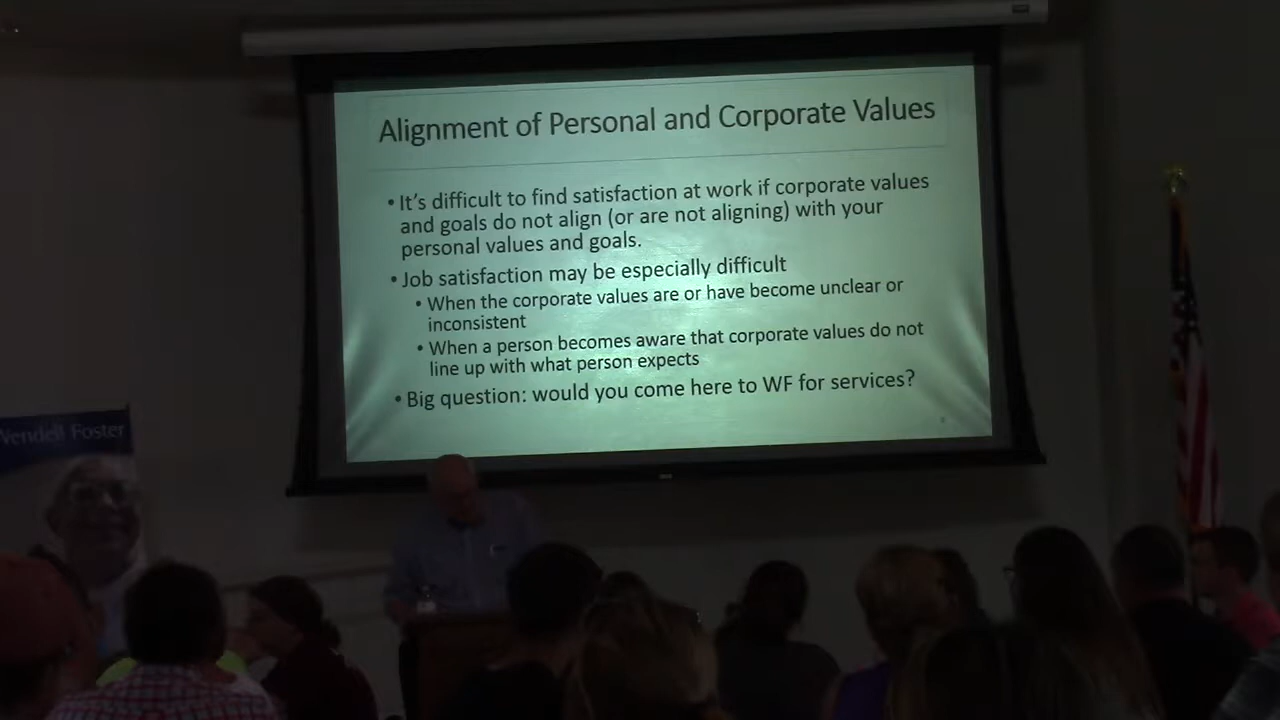 Alignment of Personal and Corporate Values
• It's difficult to find satisfaction at work if corporate values
and goals do not align (or are not aligning) with your
personal values and goals.
• Job satisfaction may be especially difficult
• When the corporate values are or have become unclear or
inconsistent
• When a person becomes aware that corporate values do not
line up with what person expects
• Big question: would you come here to WF for services?
Wendell Foster